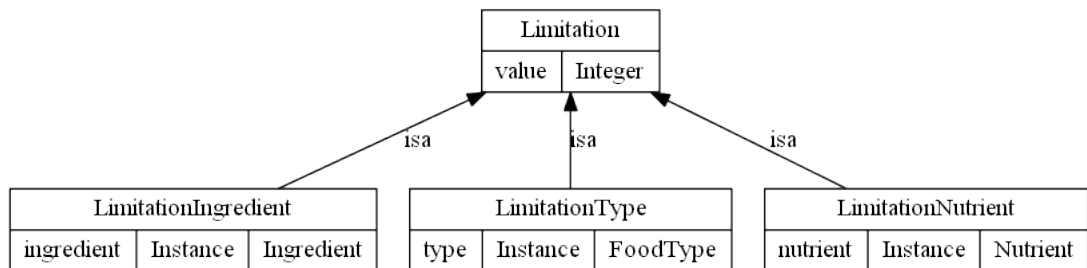 Limitation
value Integer
isa isa isa
LimitationIngredient LimitationType LimitationNutrient
ingredient Instance Ingredient type Instance FoodType nutrient Instance Nutrient